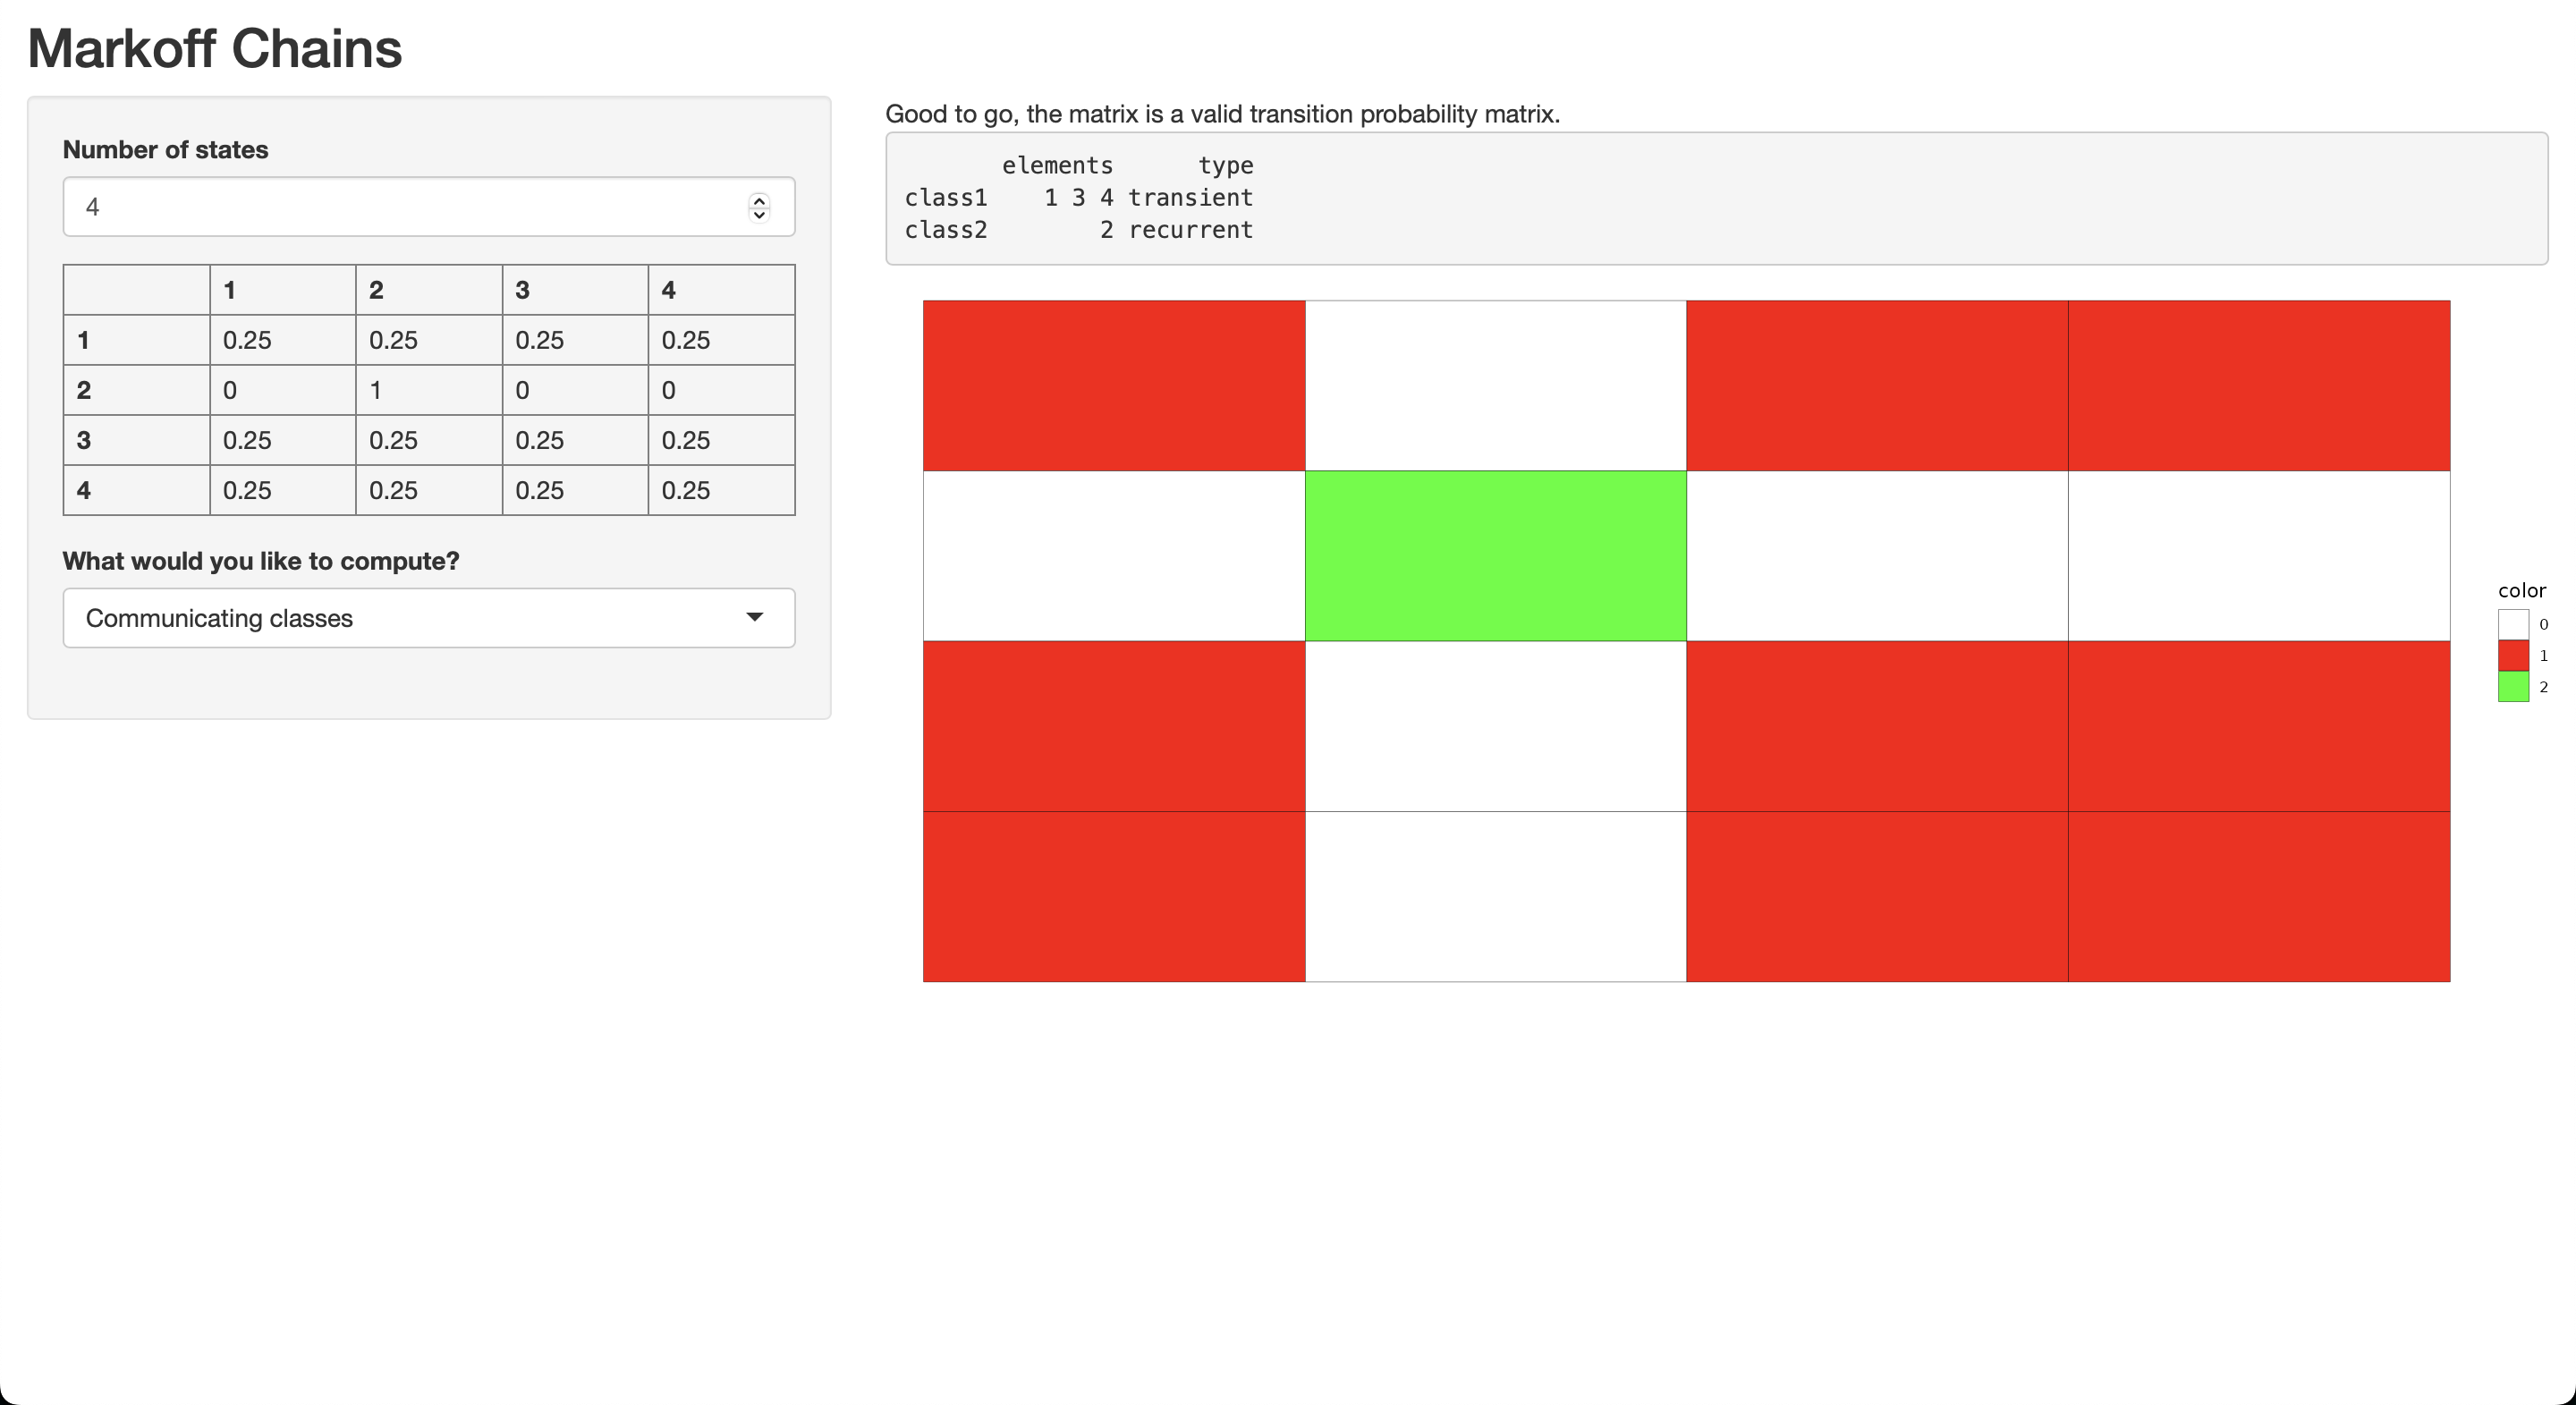 Markoff Chains
Number of states
4
1 2 3 4
1 0.25 0.25 0.25 0.25
2 0 1 0 0
3 0.25 0.25 0.25 0.25
4 0.25 0.25 0.25 0.25
What would you like to compute?
Communicating classes
Good to go, the matrix is a valid transition probability matrix.
elements type
class1 1 3 4 transient
class2 2 recurrent
color
0
1
2